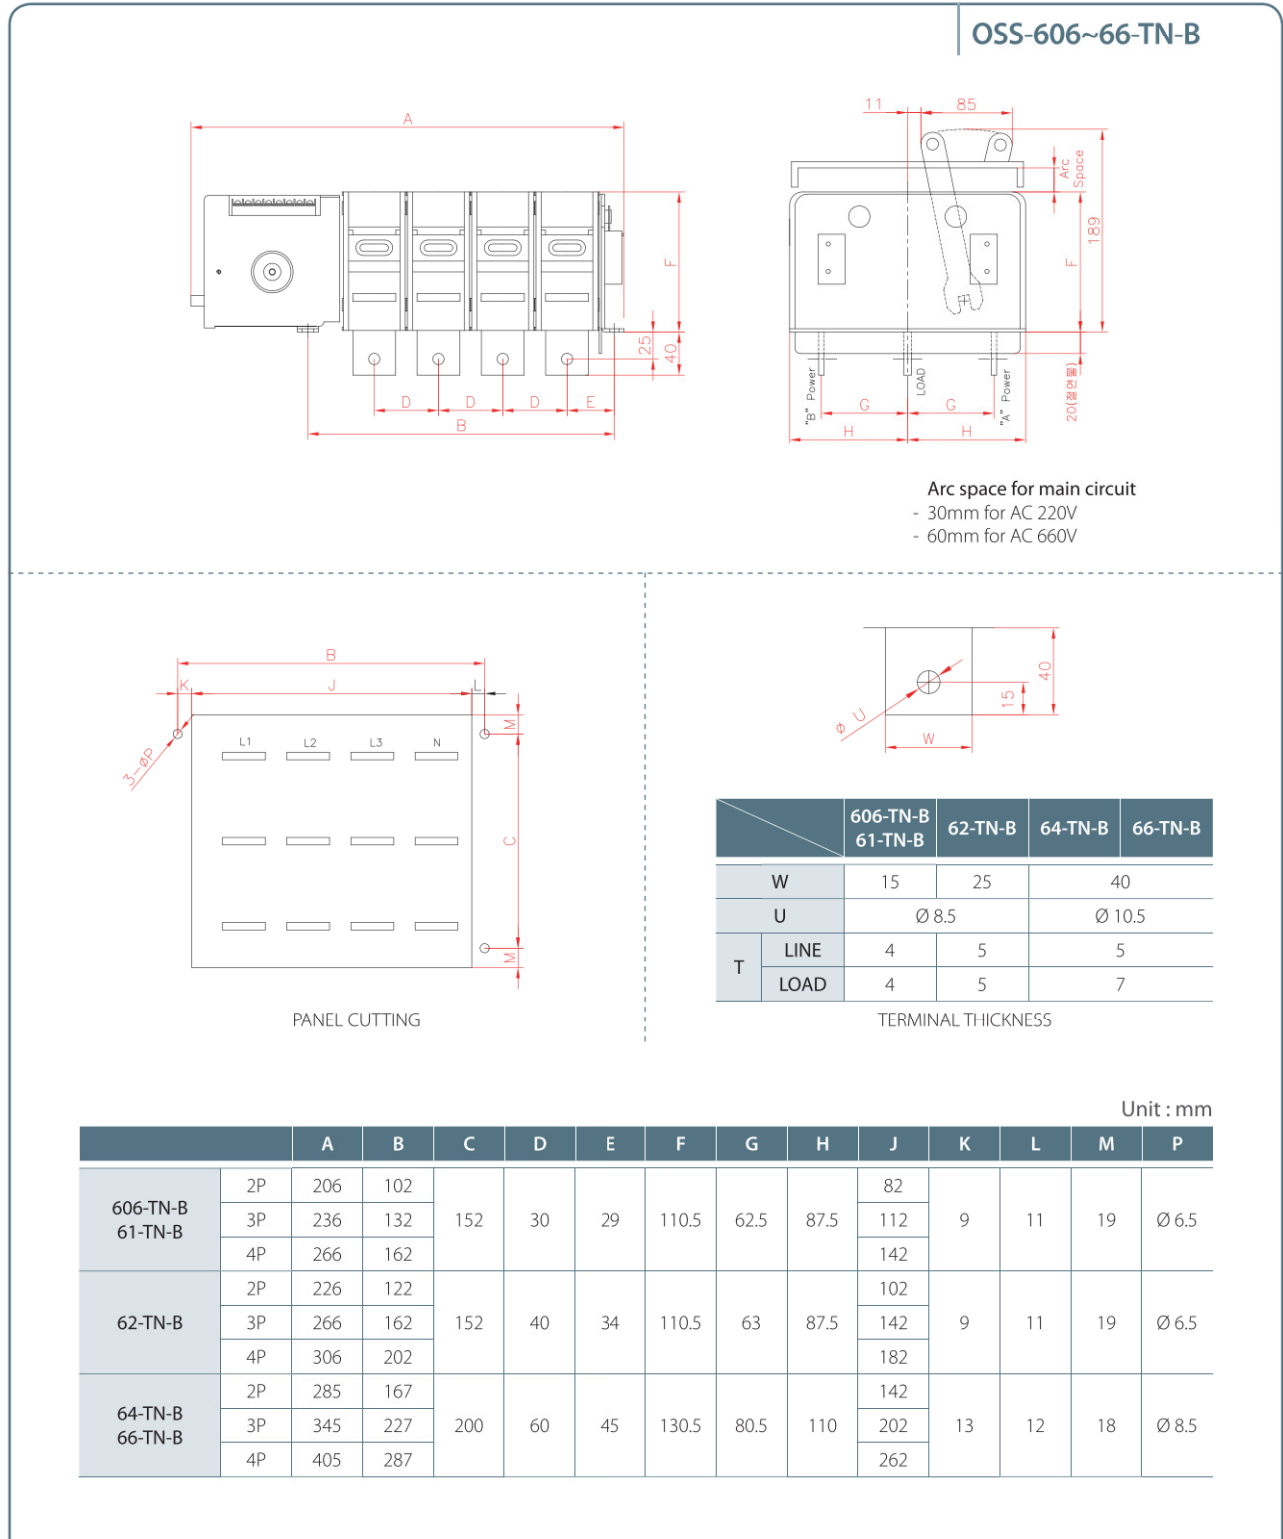 OSS-606~66-TN-B
A
F
25
40
D D D E
B
11 85
Arc
Space
189
F
"B" Power
LOAD
"A" Power
20(절연물)
G G
H H
Arc space for main circuit
- 30mm for AC 220V
- 60mm for AC 660V
B
K J L
M
3-øP
L1 L2 L3 N
C
M
PANEL CUTTING
40
15
ø U
W
606-TN-B
61-TN-B 62-TN-B 64-TN-B 66-TN-B
W 15 25 40
U Ø 8.5 Ø 10.5
T LINE 4 5 5
LOAD 4 5 7
TERMINAL THICKNESS
Unit : mm
A B C D E F G H J K L M P
606-TN-B
61-TN-B
2P 206 102 82
3P 236 132 152 30 29 110.5 62.5 87.5 112 9 11 19 Ø 6.5
4P 266 162 142
2P 226 122 102
62-TN-B 3P 266 162 152 40 34 110.5 63 87.5 142 9 11 19 Ø 6.5
4P 306 202 182
64-TN-B
66-TN-B
2P 285 167 142
3P 345 227 200 60 45 130.5 80.5 110 202 13 12 18 Ø 8.5
4P 405 287 262